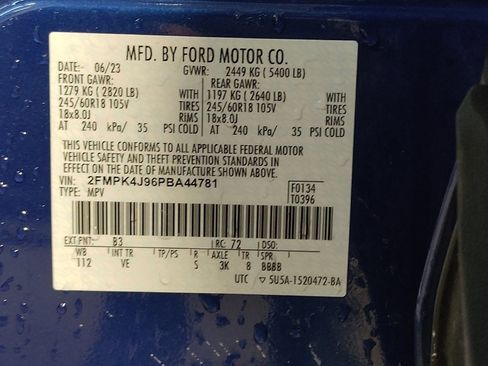 MFD. BY FORD MOTOR CO.
DATE: 06/23 GVWR: 2449 KG ( 5400 LB)
FRONT GAWR: REAR GAWR:
1279 KG ( 2820 LB) WITH 1197 KG ( 2640 LB) WITH
245/60R18 105V TIRES 245/60R18 105V TIRES
18x8.0J RIMS 18x8.0J RIMS
AT 240 kPa/ 35 PSI COLD AT 240 kPa/ 35 PSI COLD
THIS VEHICLE CONFORMS TO ALL APPLICABLE FEDERAL MOTOR
VEHICLE SAFETY AND BUMPER AND THEFT PREVENTION STANDARDS IN
EFFECT ON THE DATE OF MANUFACTURE SHOWN ABOVE.
VIN: 2FMPK4J96PBA44781 F0134
TYPE: MPV T0396
EXT PNT: B3 RC: 72 DSO:
WB INT TR TP/PS R AXLE TR SPR
112 VE S 3K 8 BBBB
UTC ▽5U5A-1520472-BA